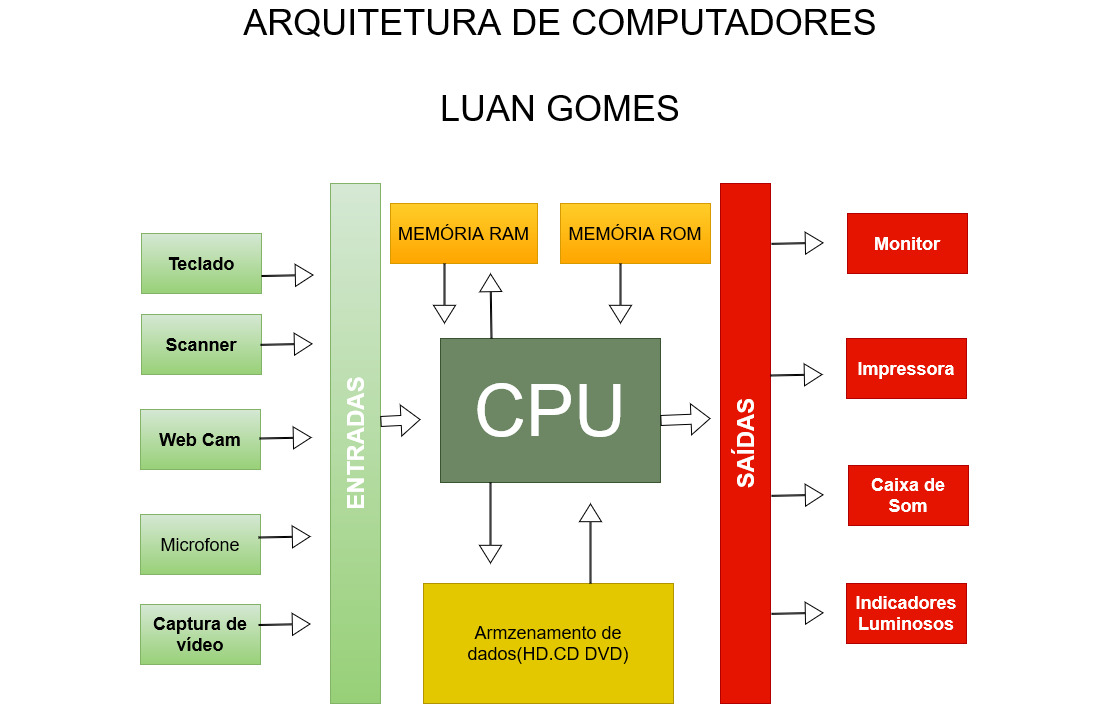 ARQUITETURA DE COMPUTADORES
LUAN GOMES
Teclado
Scanner
Web Cam
Microfone
Captura de
vídeo
ENTRADAS
MEMÓRIA RAM
MEMÓRIA ROM
CPU
Armzenamento de
dados(HD.CD DVD)
SAÍDAS
Monitor
Impressora
Caixa de
Som
Indicadores
Luminosos